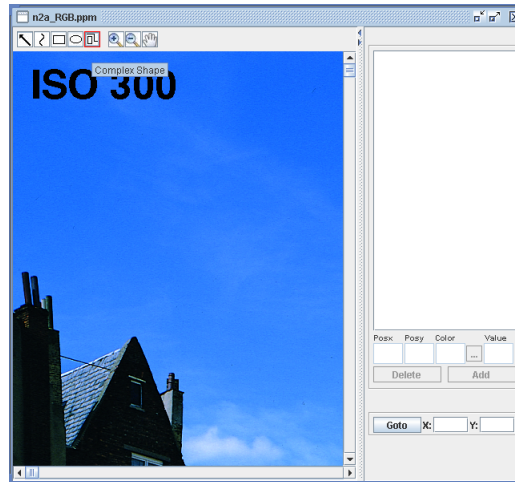 n2a_RGB.ppm
Complex Shape
ISO 300
Posx Posy Color Value
...
Delete Add
Goto X: Y: